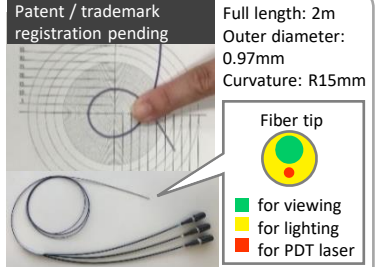 Patent / trademark
registration pending
Full length: 2m
Outer diameter:
0.97mm
Curvature: R15mm
Fiber tip
for viewing
for lighting
for PDT laser